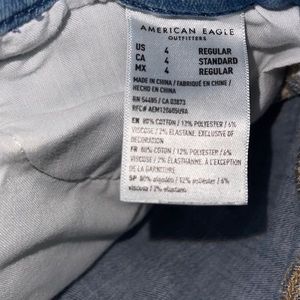 AMERICAN EAGLE
OUTFITTERS
US 4 REGULAR
CA 4 STANDARD
MX 4 REGULAR
MADE IN CHINA / FABRIQUÉ EN CHINE /
HECHO EN CHINA
RN 54485 / CA 03873
RFC# AEM120605U9A
EN 80% COTTON / 12% POLYESTER / 6%
VISCOSE / 2% ELASTANE. EXCLUSIVE OF
DECORATION
FR 80% COTON / 12% POLYESTER / 6%
VISCOSE / 2% ÉLASTHANNE. À L'EXCEPTION
DE LA GARNITURE
SP 80% algodón / 12% poliéster / 6%
viscosa / 2% elastano